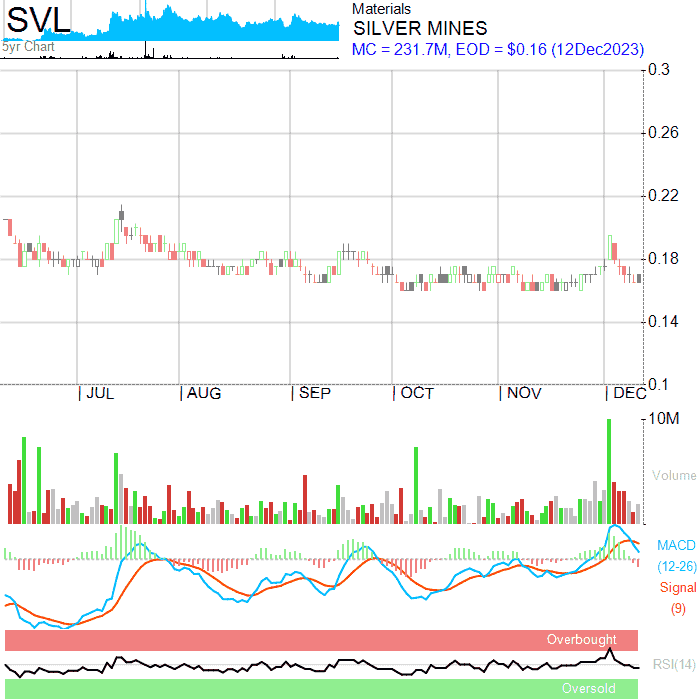 SVL
5yr Chart
Materials
SILVER MINES
MC = 231.7M, EOD = $0.16 (12Dec2023)
0.3
0.26
0.22
0.18
0.14
0.1
JUL AUG SEP OCT NOV DEC
10M
Volume
MACD
(12-26)
Signal
(9)
Overbought
RSI(14)
Oversold